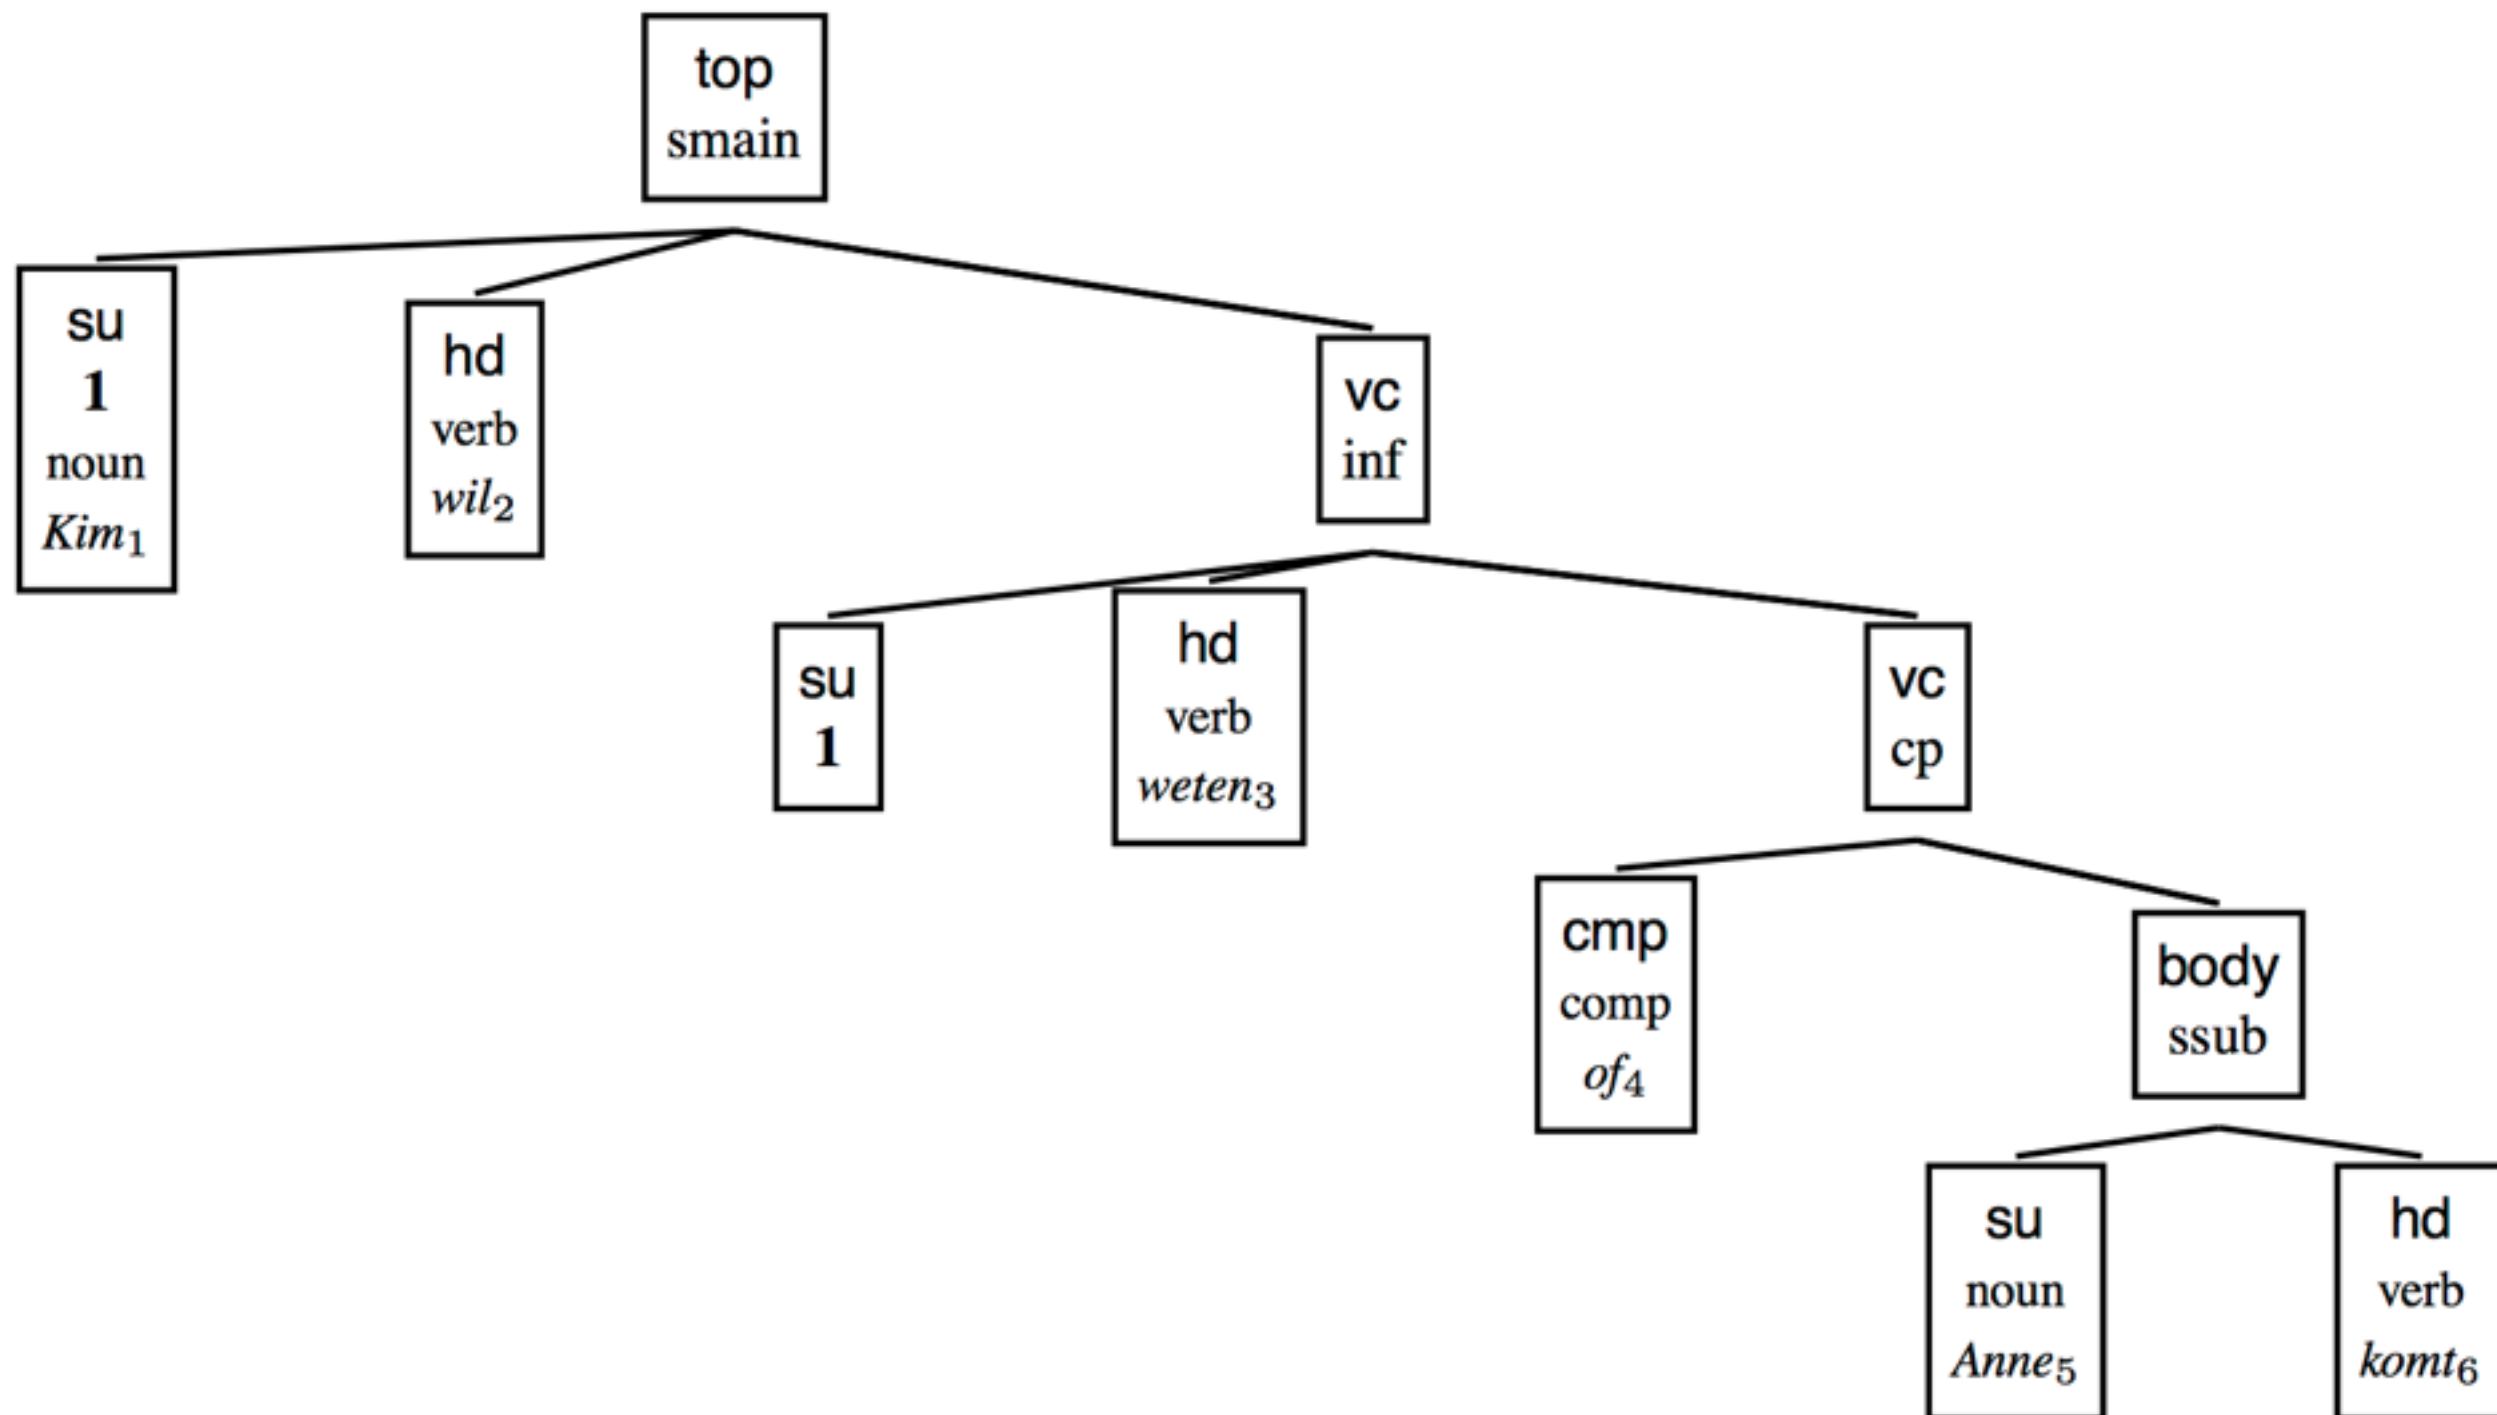 top
smain
su
1
noun
Kim₁
hd
verb
wil₂
vc
inf
su
1
hd
verb
weten₃
vc
cp
cmp
comp
of₄
body
ssub
su
noun
Anne₅
hd
verb
komt₆